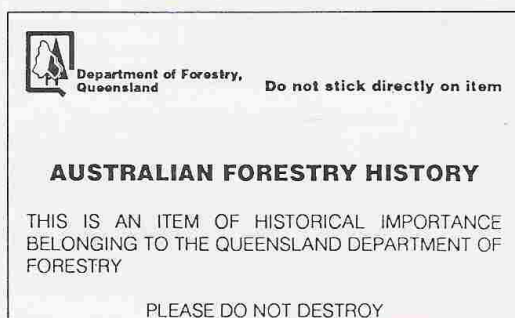 Department of Forestry,
Queensland
Do not stick directly on item
AUSTRALIAN FORESTRY HISTORY
THIS IS AN ITEM OF HISTORICAL IMPORTANCE
BELONGING TO THE QUEENSLAND DEPARTMENT OF
FORESTRY
PLEASE DO NOT DESTROY